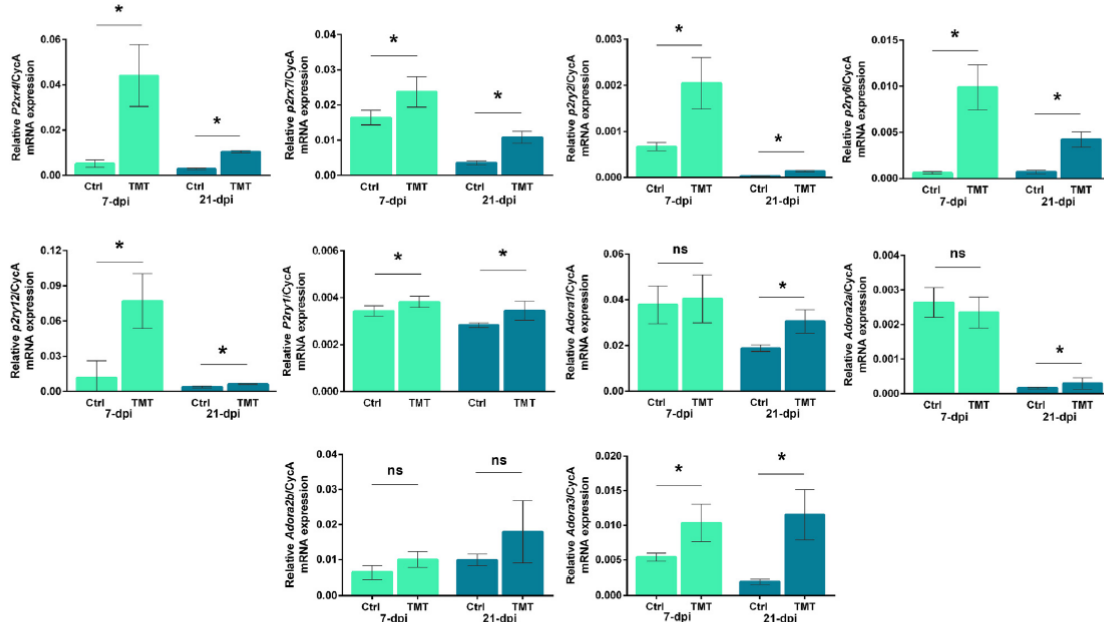 Relative P2xr4/CycA
mRNA expression
0.06
0.04
0.02
0.00
*
*
Ctrl TMT Ctrl TMT
7-dpi 21-dpi
Relative p2rx7/CycA
mRNA expression
0.04
0.03
0.02
0.01
0.00
*
*
Ctrl TMT Ctrl TMT
7-dpi 21-dpi
Relative p2ry2/CycA
mRNA expression
0.003
0.002
0.001
0.000
*
*
Ctrl TMT Ctrl TMT
7-dpi 21-dpi
Relative p2ry6/CycA
mRNA expression
0.015
0.010
0.005
0.000
*
*
Ctrl TMT Ctrl TMT
7-dpi 21-dpi
Relative p2ry12/CycA
mRNA expression
0.12
0.09
0.06
0.03
0.00
*
*
Ctrl TMT Ctrl TMT
7-dpi 21-dpi
Relative P2ry1/CycA
mRNA expression
0.006
0.004
0.002
0.000
*
*
Ctrl TMT Ctrl TMT
7-dpi 21-dpi
Relative Adora1/CycA
mRNA expression
0.06
0.04
0.02
0.00
ns
*
Ctrl TMT Ctrl TMT
7-dpi 21-dpi
Relative Adora2a/CycA
mRNA expression
0.004
0.003
0.002
0.001
0.000
ns
*
Ctrl TMT Ctrl TMT
7-dpi 21-dpi
Relative Adora2b/CycA
mRNA expression
0.04
0.03
0.02
0.01
0.00
ns
ns
Ctrl TMT Ctrl TMT
7-dpi 21-dpi
Relative Adora3/CycA
mRNA expression
0.020
0.015
0.010
0.005
0.000
*
*
Ctrl TMT Ctrl TMT
7-dpi 21-dpi